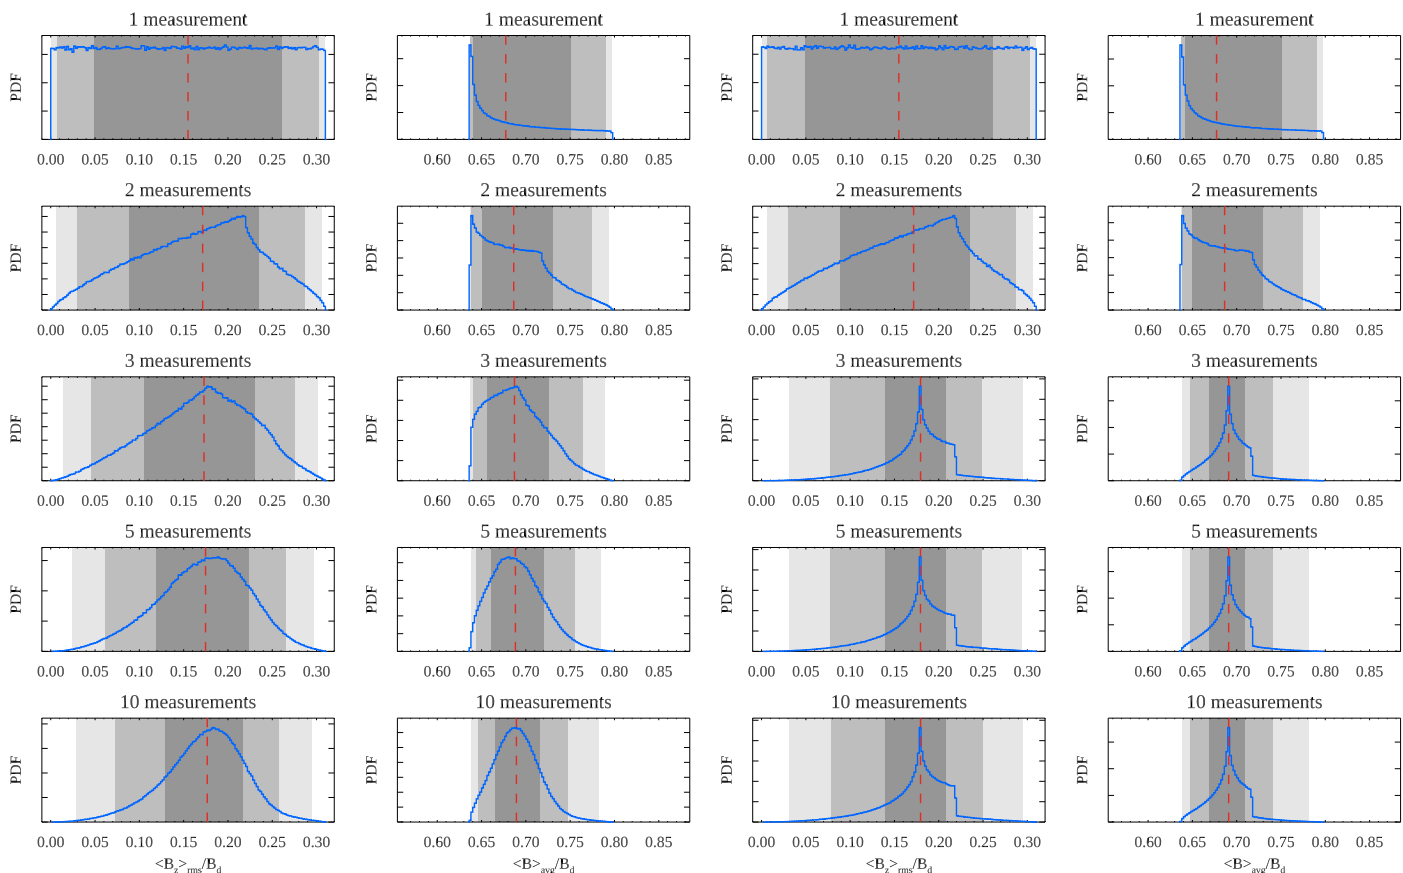 1 measurement 1 measurement 1 measurement 1 measurement
PDF PDF PDF PDF
0.00 0.05 0.10 0.15 0.20 0.25 0.30 0.60 0.65 0.70 0.75 0.80 0.85 0.00 0.05 0.10 0.15 0.20 0.25 0.30 0.60 0.65 0.70 0.75 0.80 0.85
2 measurements 2 measurements 2 measurements 2 measurements
PDF PDF PDF PDF
0.00 0.05 0.10 0.15 0.20 0.25 0.30 0.60 0.65 0.70 0.75 0.80 0.85 0.00 0.05 0.10 0.15 0.20 0.25 0.30 0.60 0.65 0.70 0.75 0.80 0.85
3 measurements 3 measurements 3 measurements 3 measurements
PDF PDF PDF PDF
0.00 0.05 0.10 0.15 0.20 0.25 0.30 0.60 0.65 0.70 0.75 0.80 0.85 0.00 0.05 0.10 0.15 0.20 0.25 0.30 0.60 0.65 0.70 0.75 0.80 0.85
5 measurements 5 measurements 5 measurements 5 measurements
PDF PDF PDF PDF
0.00 0.05 0.10 0.15 0.20 0.25 0.30 0.60 0.65 0.70 0.75 0.80 0.85 0.00 0.05 0.10 0.15 0.20 0.25 0.30 0.60 0.65 0.70 0.75 0.80 0.85
10 measurements 10 measurements 10 measurements 10 measurements
PDF PDF PDF PDF
0.00 0.05 0.10 0.15 0.20 0.25 0.30 0.60 0.65 0.70 0.75 0.80 0.85 0.00 0.05 0.10 0.15 0.20 0.25 0.30 0.60 0.65 0.70 0.75 0.80 0.85
<B_z>_rms/B_d <B>_avg/B_d <B_z>_rms/B_d <B>_avg/B_d